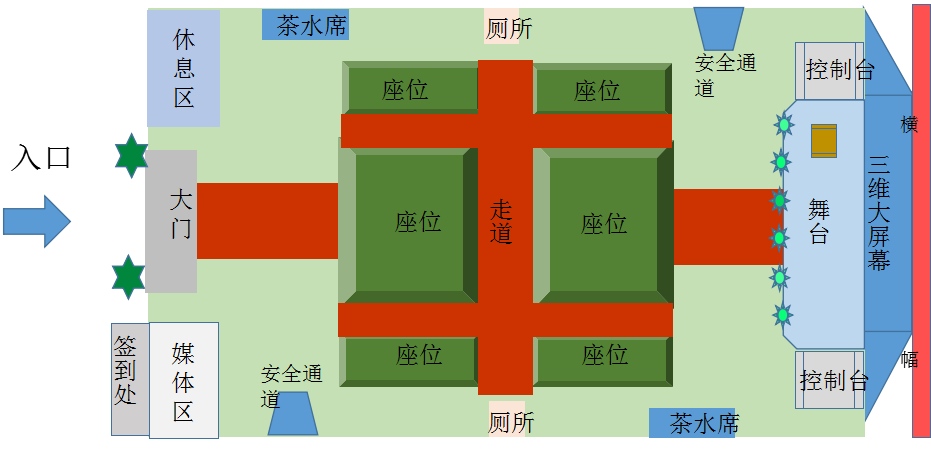 茶水席
厕所
休息区
安全通道
控制台
座位
座位
横
入口
大门
座位
走道
座位
舞台
三维大屏幕
签到处
媒体区
座位
座位
幅
安全通道
控制台
厕所
茶水席